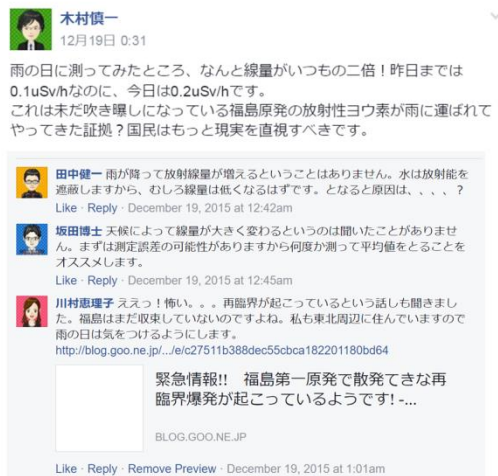 木村慎一
12月19日 0:31
雨の日に測ってみたところ、なんと線量がいつもの二倍！昨日までは
0.1uSv/hなのに、今日は0.2uSv/hです。
これは未だ吹き曝しになっている福島原発の放射性ヨウ素が雨に運ばれて
やってきた証拠？国民はもっと現実を直視すべきです。
田中健一 雨が降って放射線量が増えるということはありません。水は放射能を
遮蔽しますから、むしろ線量は低くなるはずです。となると原因は、、、、？
Like · Reply · December 19, 2015 at 12:42am
坂田博士 天候によって線量が大きく変わるというのは聞いたことがありませ
ん。まずは測定誤差の可能性がありますから何度か測って平均値をとることを
オススメします。
Like · Reply · December 19, 2015 at 12:45am
川村恵理子 ええっ！怖い。。。再臨界が起こっているという話しも聞きまし
た。福島はまだ収束していないのですよね。私も東北周辺に住んでいますので
雨の日は気をつけるようにします。
http://blog.goo.ne.jp/.../e/c27511b388dec55cbca182201180bd64
緊急情報!!　福島第一原発で散発てきな再
臨界爆発が起こっているようです! -...
BLOG.GOO.NE.JP
Like · Reply · Remove Preview · December 19, 2015 at 1:01am